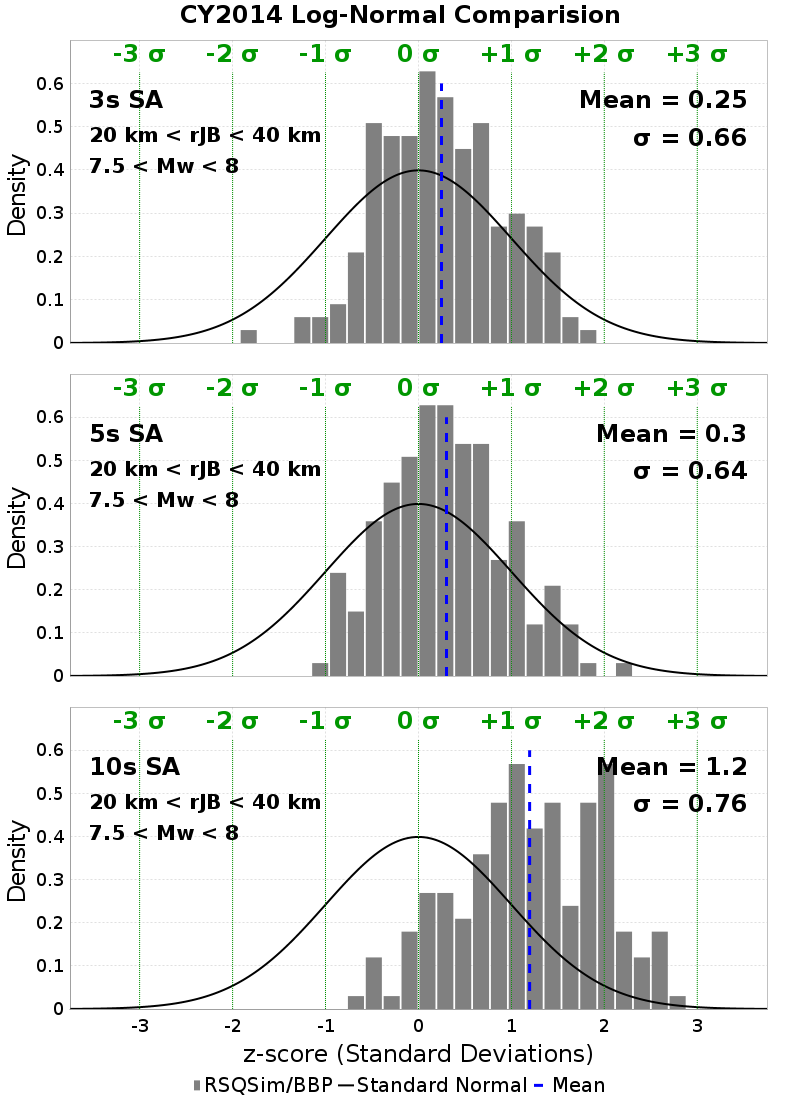 CY2014 Log-Normal Comparision
-3 σ -2 σ -1 σ 0 σ +1 σ +2 σ +3 σ
0.6
3s SA Mean = 0.25
0.5
20 km < rJB < 40 km σ = 0.66
7.5 < Mw < 8
0.4
0.3
0.2
0.1
0
Density
-3 σ -2 σ -1 σ 0 σ +1 σ +2 σ +3 σ
0.6
5s SA Mean = 0.3
0.5
20 km < rJB < 40 km σ = 0.64
7.5 < Mw < 8
0.4
0.3
0.2
0.1
0
Density
-3 σ -2 σ -1 σ 0 σ +1 σ +2 σ +3 σ
0.6
10s SA Mean = 1.2
0.5
20 km < rJB < 40 km σ = 0.76
7.5 < Mw < 8
0.4
0.3
0.2
0.1
0
Density
-3 -2 -1 0 1 2 3
z-score (Standard Deviations)
RSQSim/BBP Standard Normal Mean